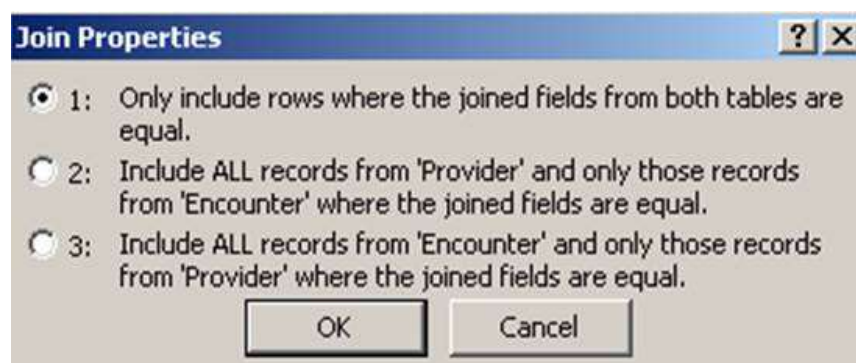 Join Properties
1: Only include rows where the joined fields from both tables are
equal.
2: Include ALL records from 'Provider' and only those records
from 'Encounter' where the joined fields are equal.
3: Include ALL records from 'Encounter' and only those records
from 'Provider' where the joined fields are equal.
OK Cancel